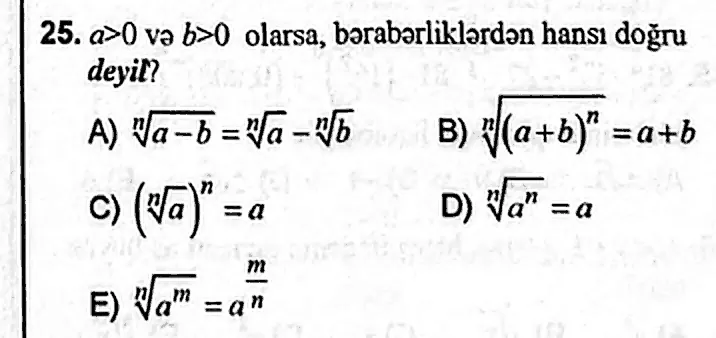 25. a>0 və b>0 olarsa, bərabərliklərdən hansı doğru
deyil?
A) ⁿ√(a−b) = ⁿ√a − ⁿ√b B) ⁿ√((a+b)ⁿ) = a+b
C) (ⁿ√a)ⁿ = a D) ⁿ√(aⁿ) = a
E) ⁿ√(aᵐ) = a^(m/n)